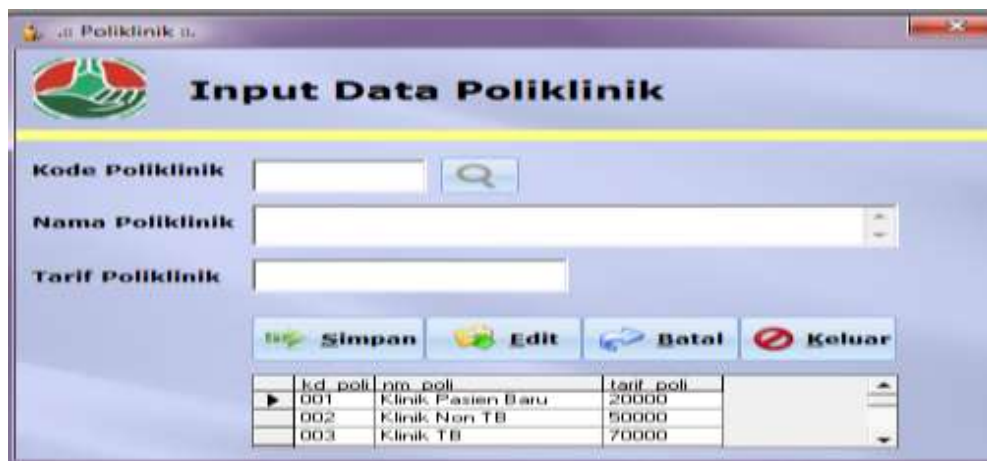 .:: Poliklinik ::.
Input Data Poliklinik
Kode Poliklinik
Nama Poliklinik
Tarif Poliklinik
Simpan Edit Batal Keluar
kd_poli nm_poli tarif_poli
001 Klinik Pasien Baru 20000
002 Klinik Non TB 50000
003 Klinik TB 70000